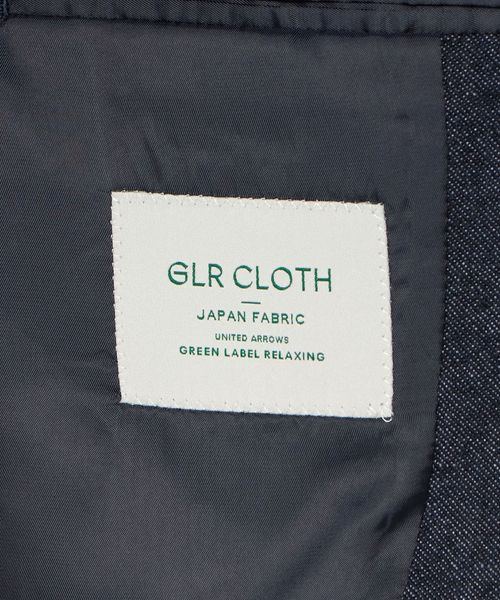 GLR CLOTH
JAPAN FABRIC
UNITED ARROWS
GREEN LABEL RELAXING